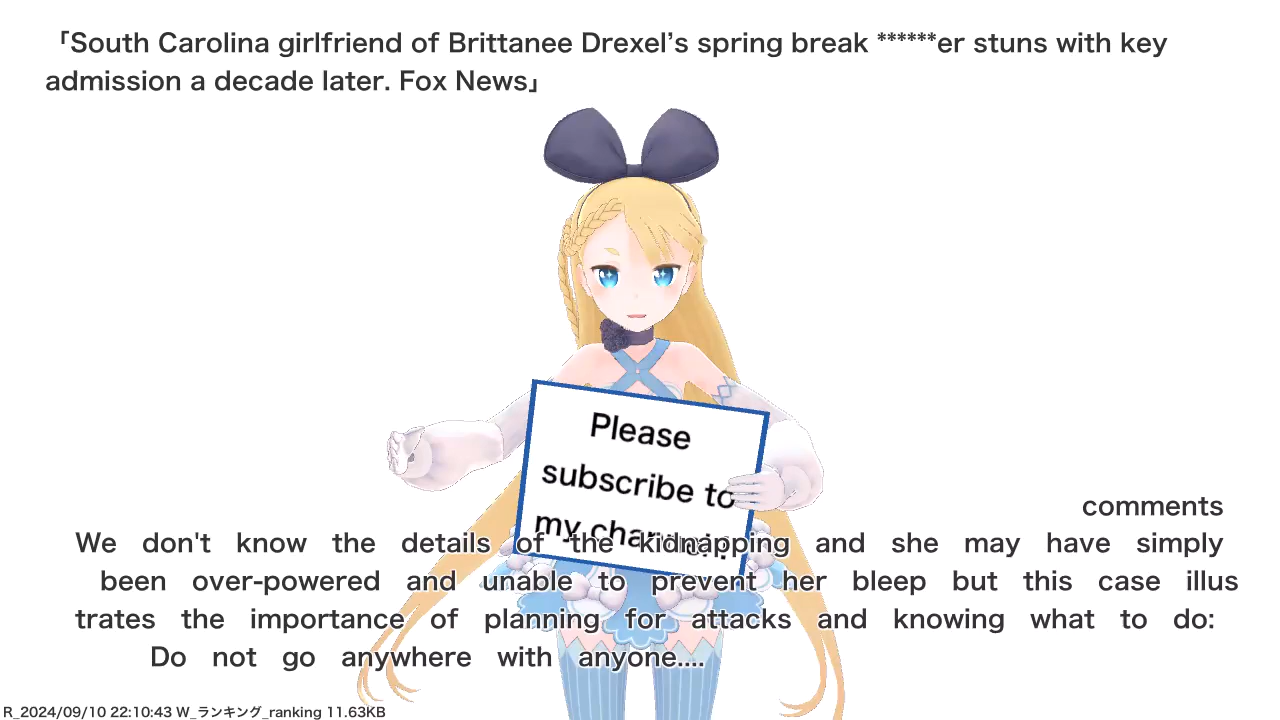 「South Carolina girlfriend of Brittanee Drexel’s spring break ******er stuns with key
admission a decade later. Fox News」
Please
subscribe to
my
comments
We don't know the details of the kidnapping and she may have simply
been over-powered and unable to prevent her bleep but this case illus
trates the importance of planning for attacks and knowing what to do:
Do not go anywhere with anyone....
R_2024/09/10 22:10:43 W_ランキング_ranking 11.63KB